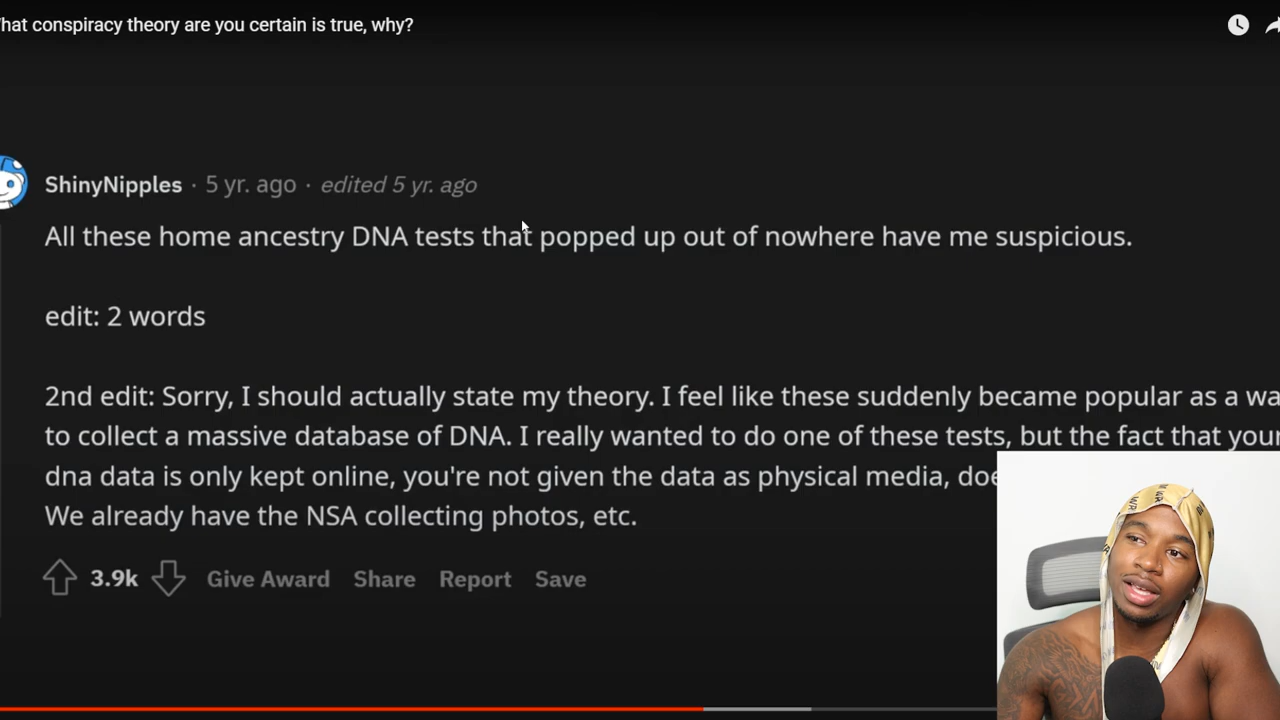 hat conspiracy theory are you certain is true, why?
ShinyNipples · 5 yr. ago · edited 5 yr. ago
All these home ancestry DNA tests that popped up out of nowhere have me suspicious.
edit: 2 words
2nd edit: Sorry, I should actually state my theory. I feel like these suddenly became popular as a wa
to collect a massive database of DNA. I really wanted to do one of these tests, but the fact that your
dna data is only kept online, you're not given the data as physical media, doe
We already have the NSA collecting photos, etc.
3.9k Give Award Share Report Save